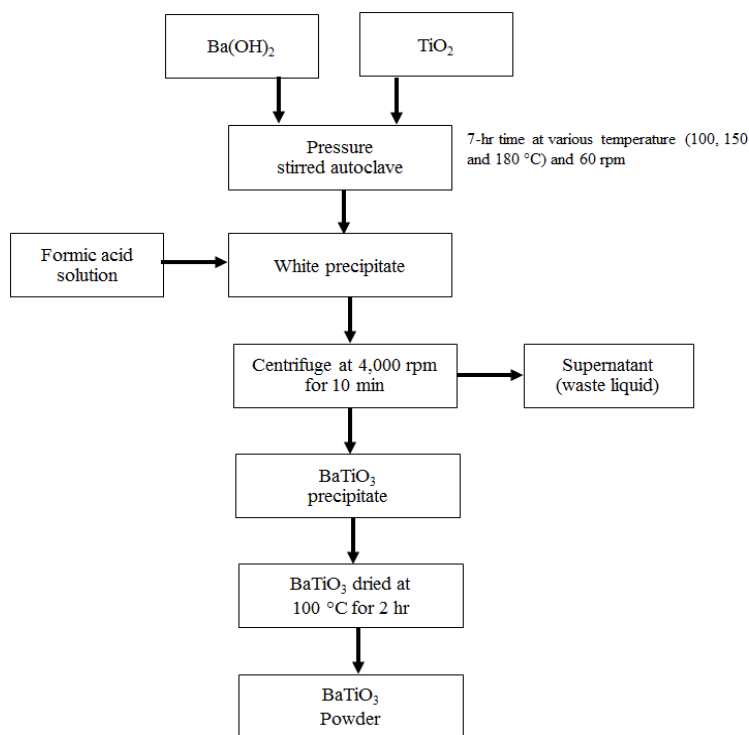 Ba(OH)₂
TiO₂
Pressure
stirred autoclave
7-hr time at various temperature (100, 150
and 180 °C) and 60 rpm
Formic acid
solution
White precipitate
Centrifuge at 4,000 rpm
for 10 min
Supernatant
(waste liquid)
BaTiO₃
precipitate
BaTiO₃ dried at
100 °C for 2 hr
BaTiO₃
Powder